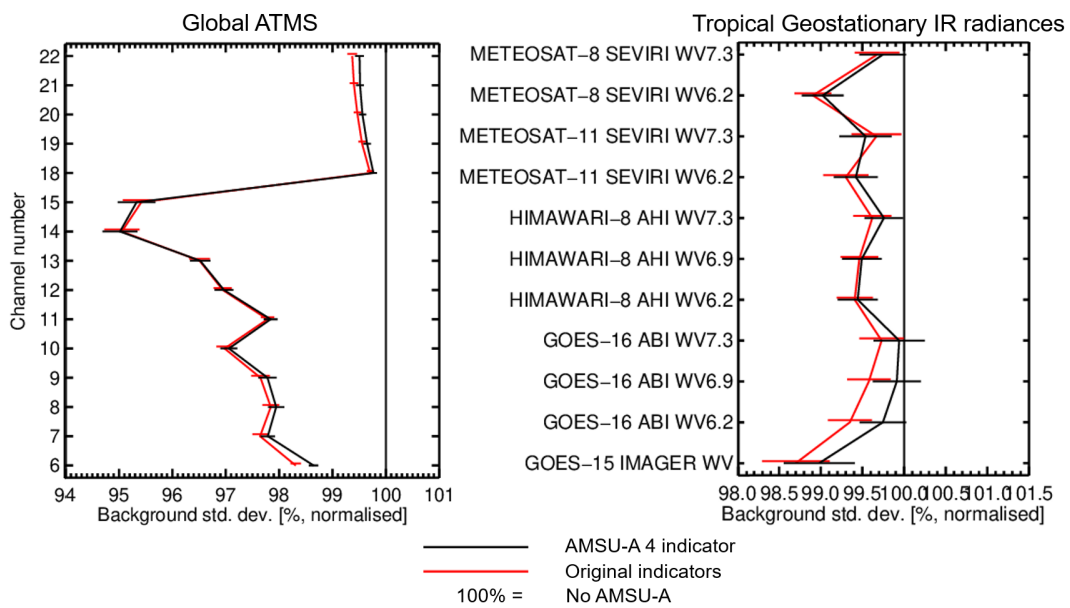 Global ATMS
Tropical Geostationary IR radiances
Channel number
22
21
20
19
18
15
14
13
12
11
10
9
8
7
6
94 95 96 97 98 99 100 101
Background std. dev. [%, normalised]
METEOSAT−8 SEVIRI WV7.3
METEOSAT−8 SEVIRI WV6.2
METEOSAT−11 SEVIRI WV7.3
METEOSAT−11 SEVIRI WV6.2
HIMAWARI−8 AHI WV7.3
HIMAWARI−8 AHI WV6.9
HIMAWARI−8 AHI WV6.2
GOES−16 ABI WV7.3
GOES−16 ABI WV6.9
GOES−16 ABI WV6.2
GOES−15 IMAGER WV
98.0 98.5 99.0 99.5 100.0 100.5 101.0 101.5
Background std. dev. [%, normalised]
AMSU-A 4 indicator
Original indicators
100% = No AMSU-A